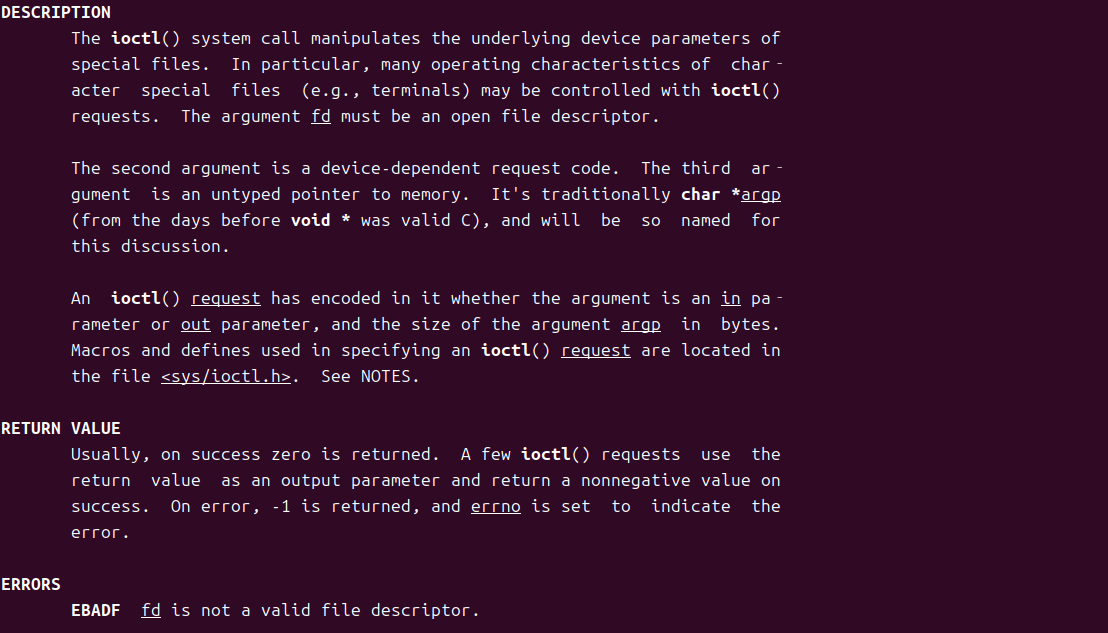 DESCRIPTION
The ioctl() system call manipulates the underlying device parameters of
special files.  In particular, many operating characteristics of  char‐
acter  special  files  (e.g., terminals) may be controlled with ioctl()
requests.  The argument fd must be an open file descriptor.
The second argument is a device-dependent request code.  The third  ar‐
gument  is an untyped pointer to memory.  It's traditionally char *argp
(from the days before void * was valid C), and will  be  so  named  for
this discussion.
An  ioctl() request has encoded in it whether the argument is an in pa‐
rameter or out parameter, and the size of the argument argp  in  bytes.
Macros and defines used in specifying an ioctl() request are located in
the file <sys/ioctl.h>.  See NOTES.
RETURN VALUE
Usually, on success zero is returned.  A few ioctl() requests  use  the
return  value  as an output parameter and return a nonnegative value on
success.  On error, -1 is returned, and errno is set  to  indicate  the
error.
ERRORS
EBADF  fd is not a valid file descriptor.